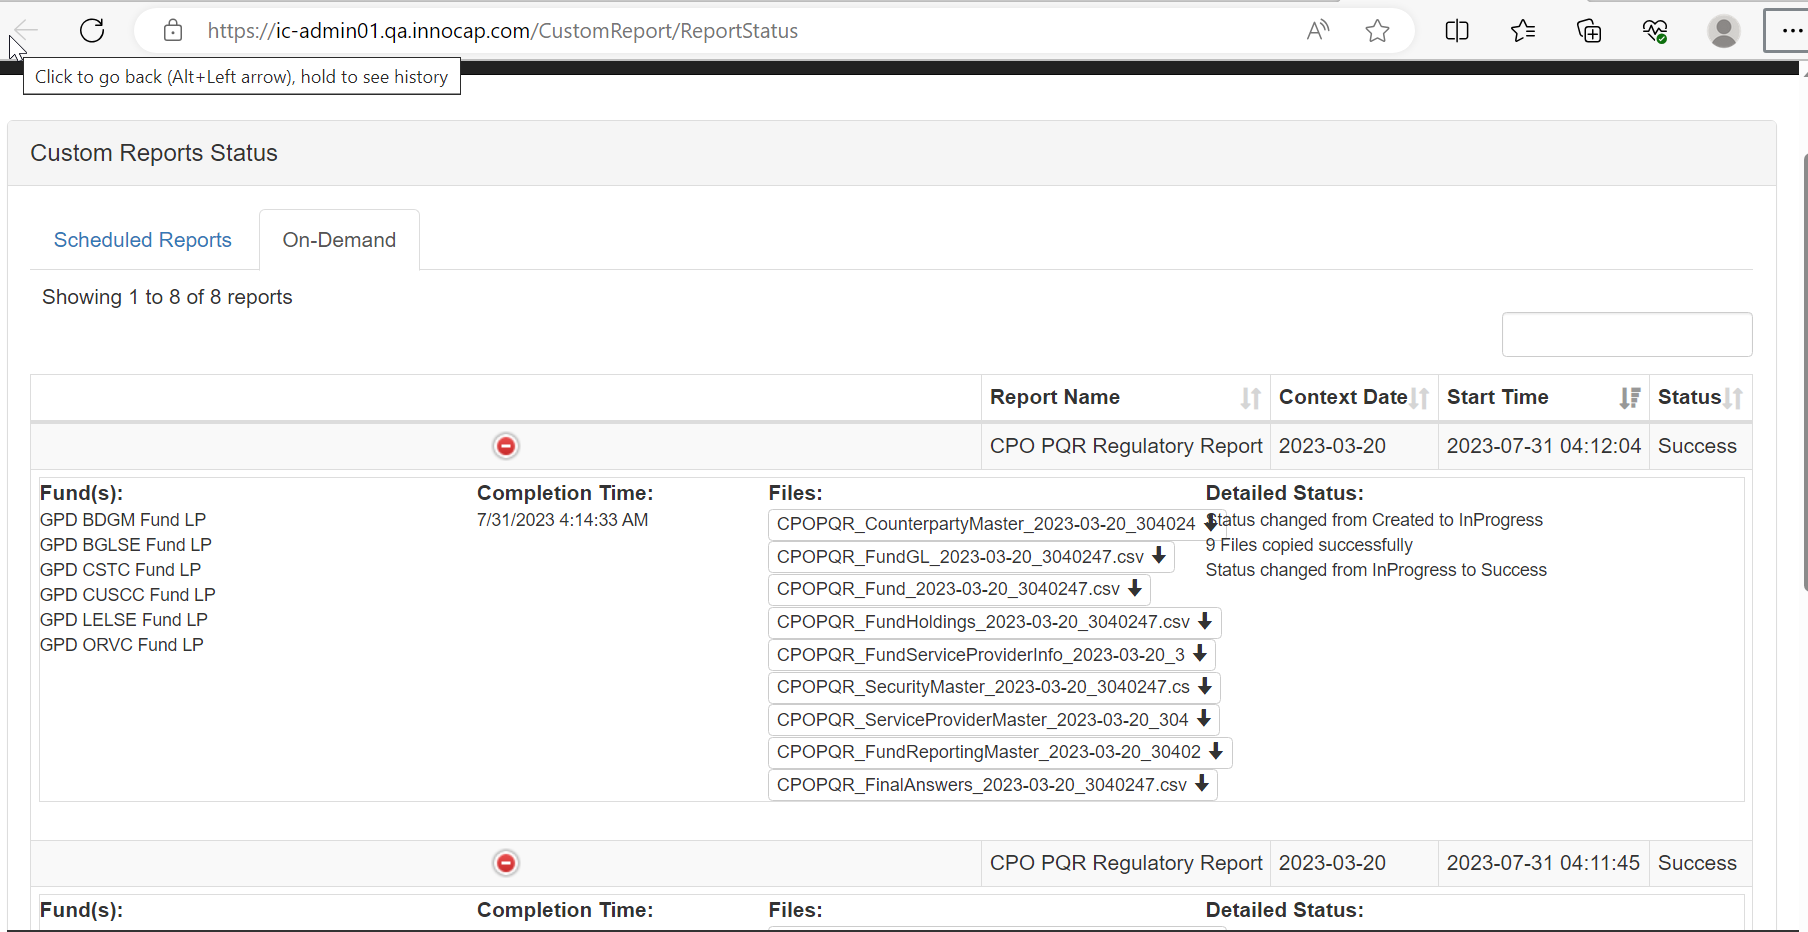 https://ic-admin01.qa.innocap.com/CustomReport/ReportStatus
Click to go back (Alt+Left arrow), hold to see history
Custom Reports Status
Scheduled Reports
On-Demand
Showing 1 to 8 of 8 reports
Report Name
Context Date
Start Time
Status
CPO PQR Regulatory Report
2023-03-20
2023-07-31 04:12:04
Success
Fund(s):
GPD BDGM Fund LP
GPD BGLSE Fund LP
GPD CSTC Fund LP
GPD CUSCC Fund LP
GPD LELSE Fund LP
GPD ORVC Fund LP
Completion Time:
7/31/2023 4:14:33 AM
Files:
CPOPQR_CounterpartyMaster_2023-03-20_304024
CPOPQR_FundGL_2023-03-20_3040247.csv
CPOPQR_Fund_2023-03-20_3040247.csv
CPOPQR_FundHoldings_2023-03-20_3040247.csv
CPOPQR_FundServiceProviderInfo_2023-03-20_3
CPOPQR_SecurityMaster_2023-03-20_3040247.cs
CPOPQR_ServiceProviderMaster_2023-03-20_304
CPOPQR_FundReportingMaster_2023-03-20_30402
CPOPQR_FinalAnswers_2023-03-20_3040247.csv
Detailed Status:
Status changed from Created to InProgress
9 Files copied successfully
Status changed from InProgress to Success
CPO PQR Regulatory Report
2023-03-20
2023-07-31 04:11:45
Success
Fund(s):
Completion Time:
Files:
Detailed Status: